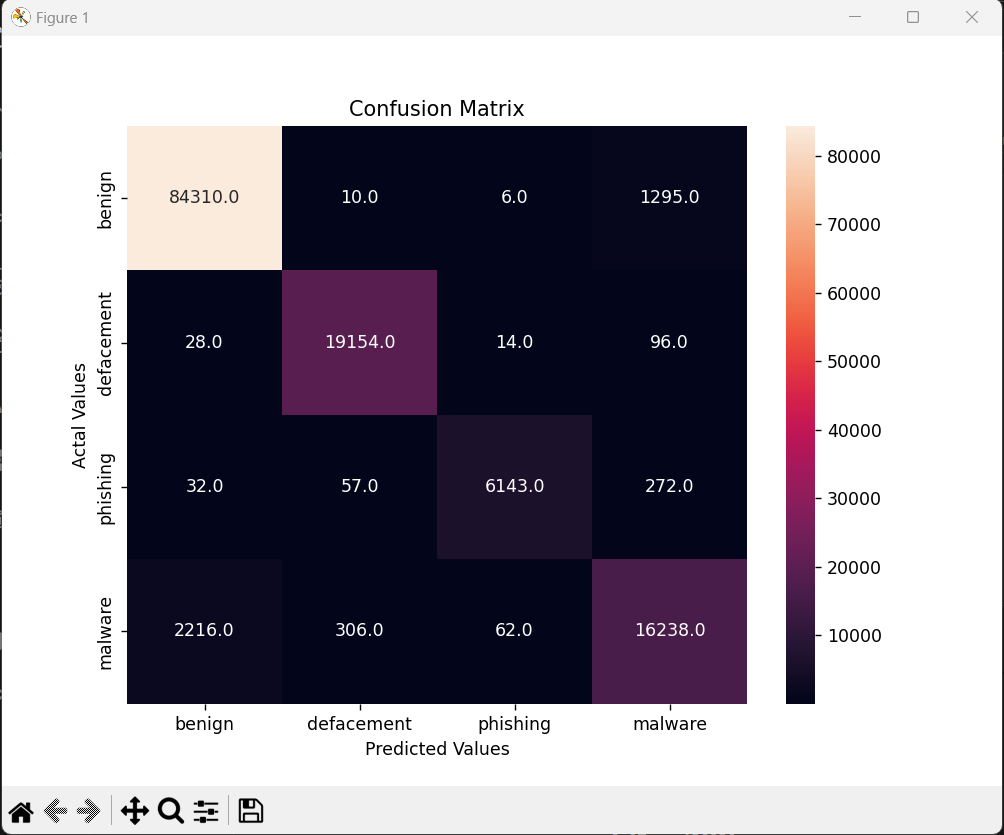 Figure 1
Confusion Matrix
benign 84310.0 10.0 6.0 1295.0
defacement 28.0 19154.0 14.0 96.0
phishing 32.0 57.0 6143.0 272.0
malware 2216.0 306.0 62.0 16238.0
Actal Values
benign defacement phishing malware
Predicted Values
80000
70000
60000
50000
40000
30000
20000
10000